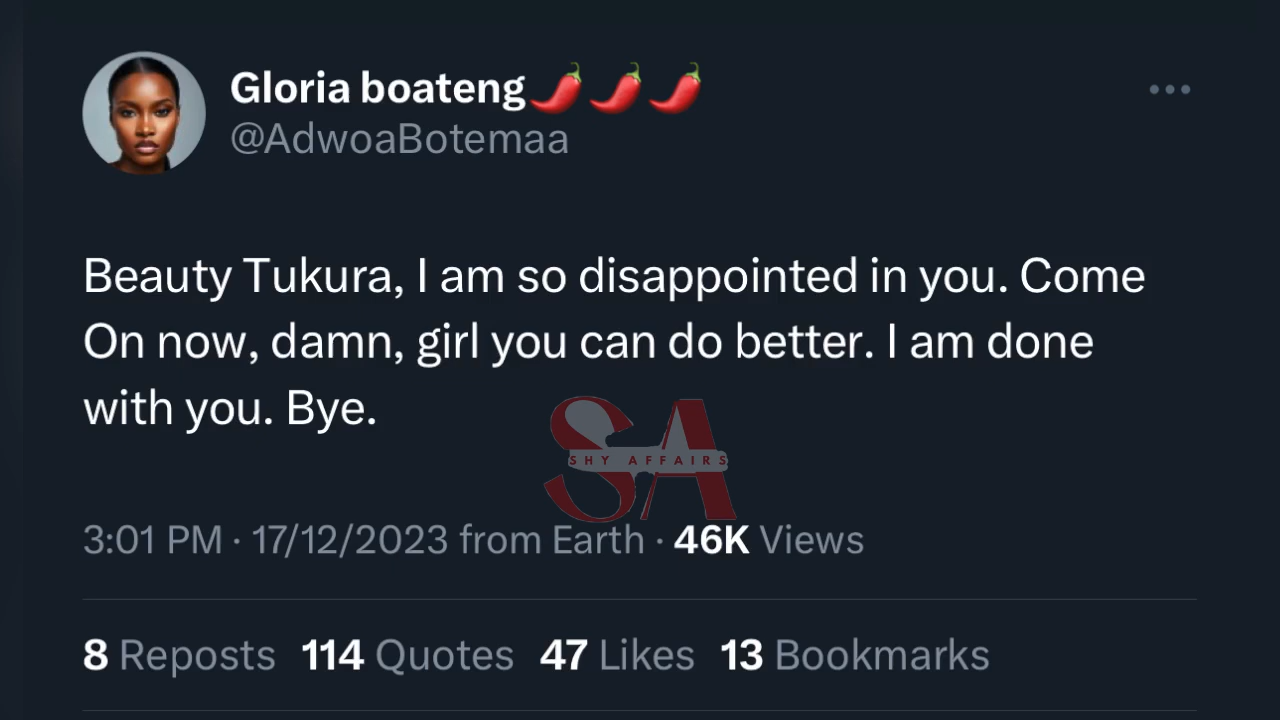 Gloria boateng🌶️🌶️🌶️
@AdwoaBotemaa
Beauty Tukura, I am so disappointed in you. Come
On now, damn, girl you can do better. I am done
with you. Bye.
SA
SHY AFFAIRS
3:01 PM · 17/12/2023 from Earth · 46K Views
8 Reposts 114 Quotes 47 Likes 13 Bookmarks